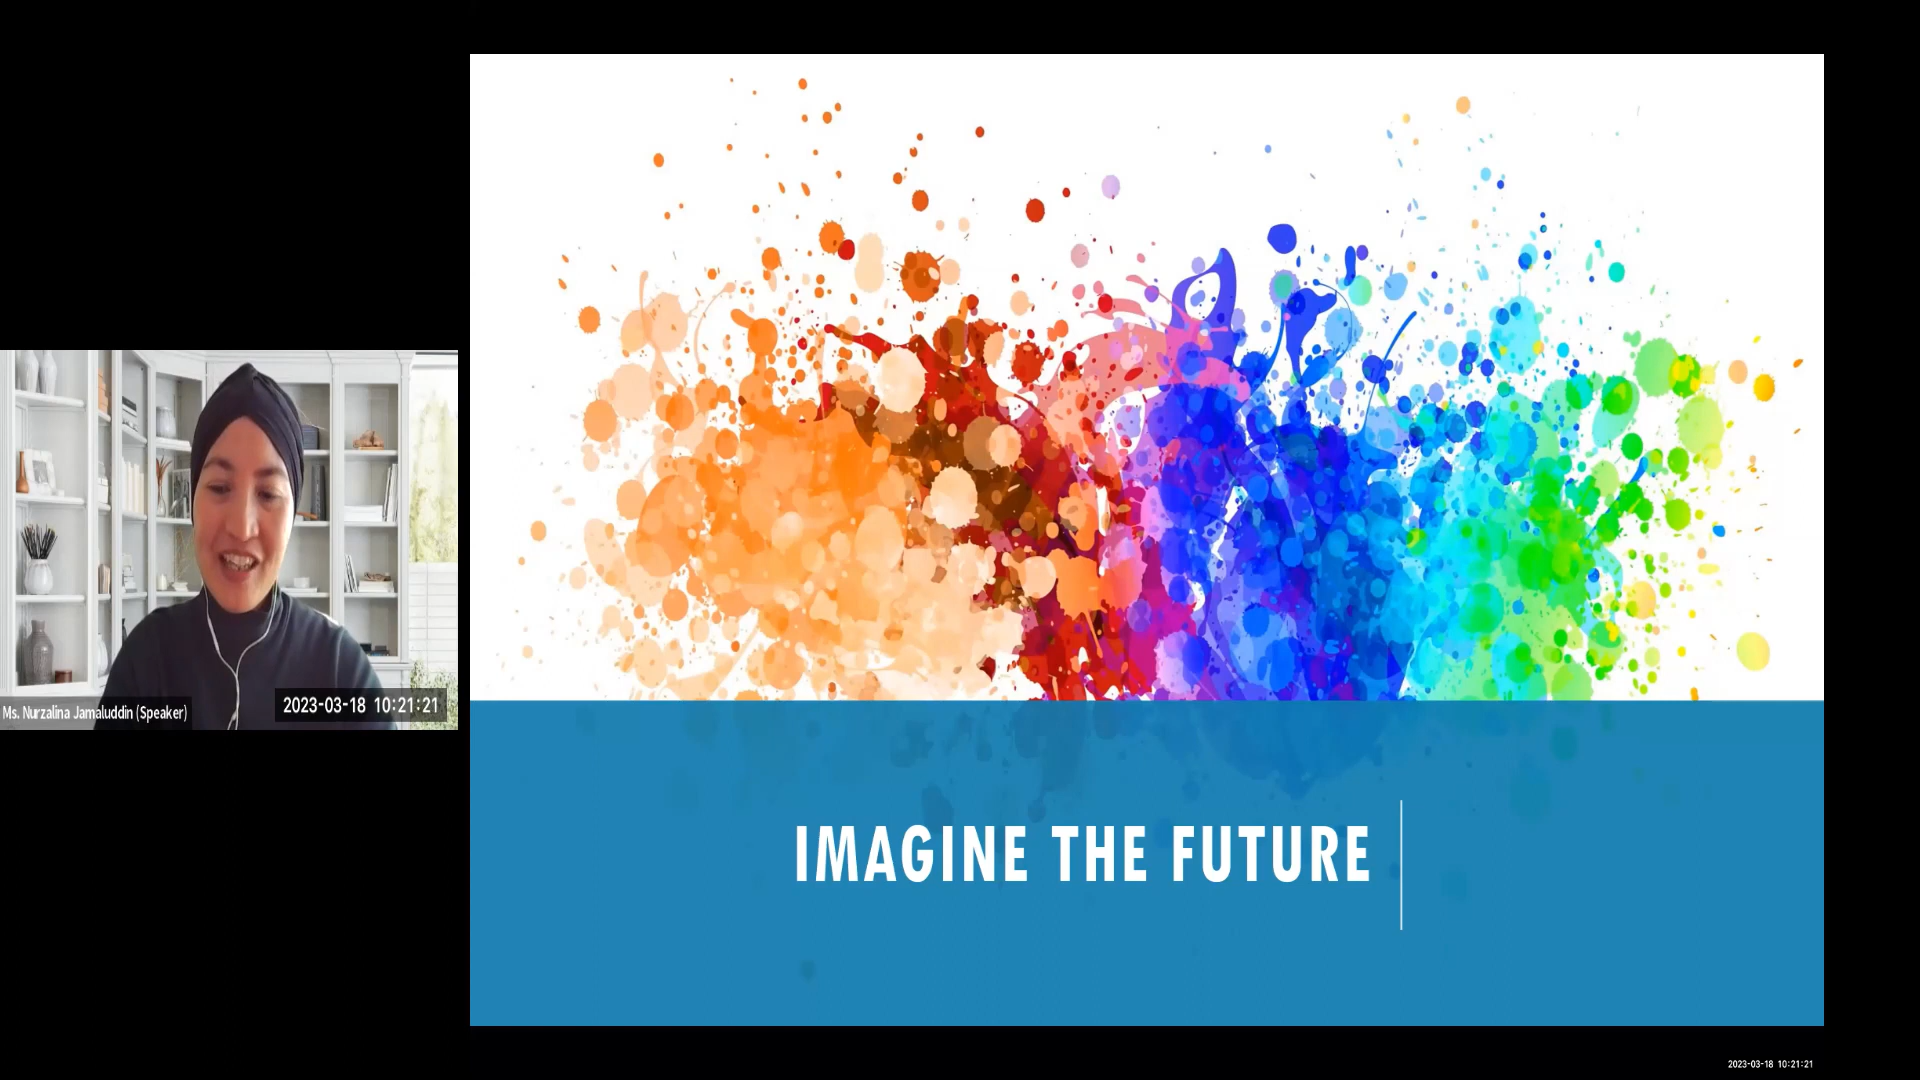 IMAGINE THE FUTURE
Ms. Nurzalina Jamaluddin (Speaker)
2023-03-18 10:21:21
2023-03-18 10:21:21